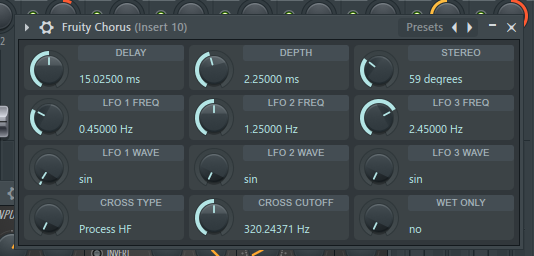 Fruity Chorus (Insert 10) Presets
2
DELAY DEPTH STEREO
15.02500 ms 2.25000 ms 59 degrees
LFO 1 FREQ LFO 2 FREQ LFO 3 FREQ
0.45000 Hz 1.25000 Hz 2.45000 Hz
LFO 1 WAVE LFO 2 WAVE LFO 3 WAVE
sin sin sin
CROSS TYPE CROSS CUTOFF WET ONLY
Process HF 320.24371 Hz no
INVERT